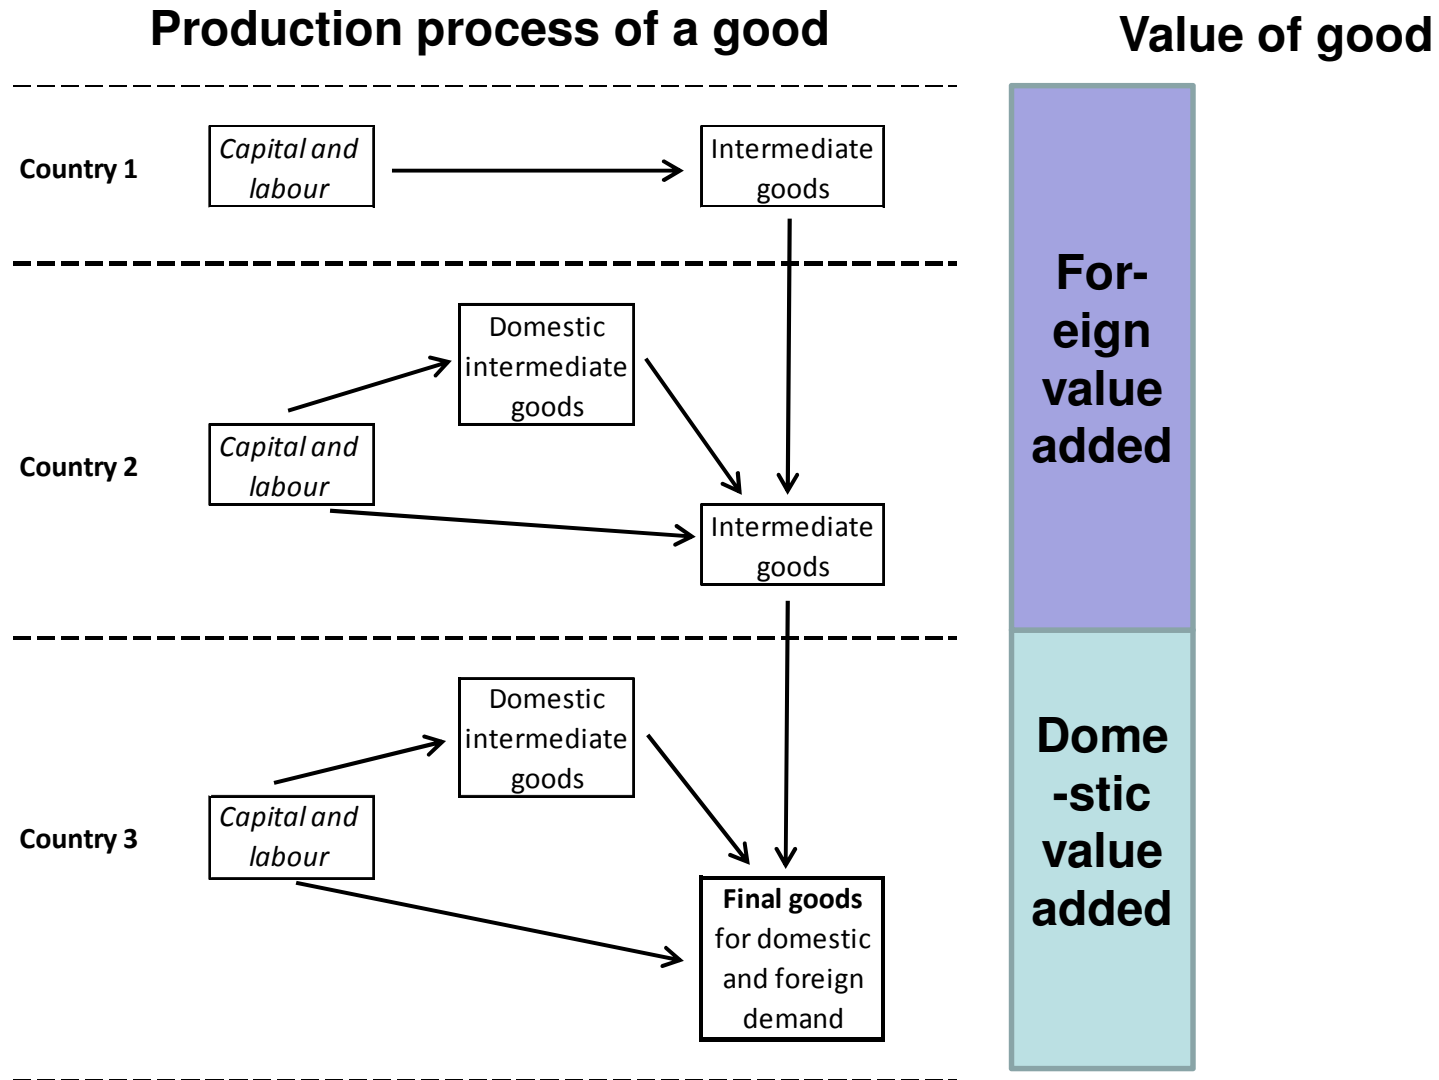 Production process of a good
Value of good
Country 1
Capital and
labour
Intermediate
goods
Country 2
Capital and
labour
Domestic
intermediate
goods
Intermediate
goods
Country 3
Capital and
labour
Domestic
intermediate
goods
Final goods
for domestic
and foreign
demand
For-
eign
value
added
Dome
-stic
value
added